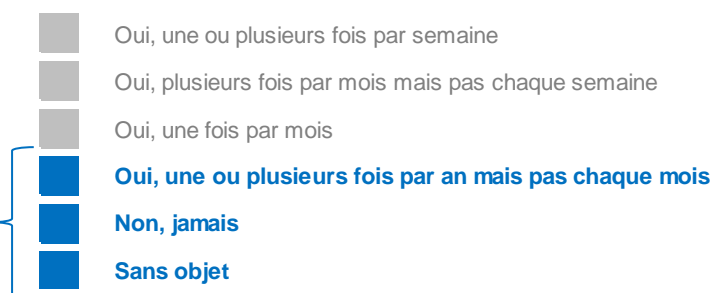 Oui, une ou plusieurs fois par semaine
Oui, plusieurs fois par mois mais pas chaque semaine
Oui, une fois par mois
Oui, une ou plusieurs fois par an mais pas chaque mois
Non, jamais
Sans objet